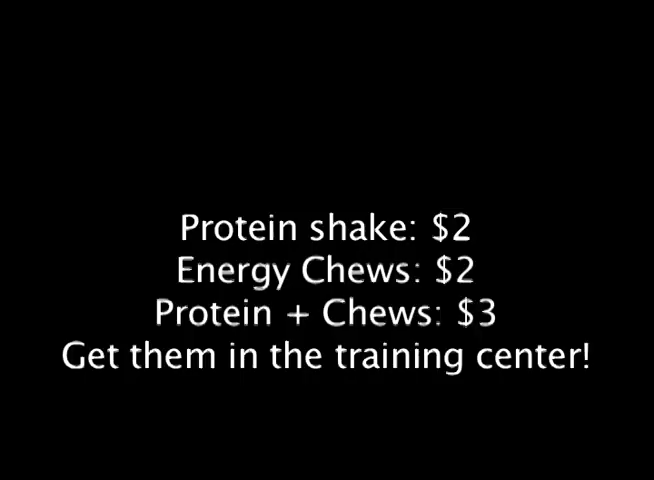 Protein shake: $2
Energy Chews: $2
Protein + Chews: $3
Get them in the training center!